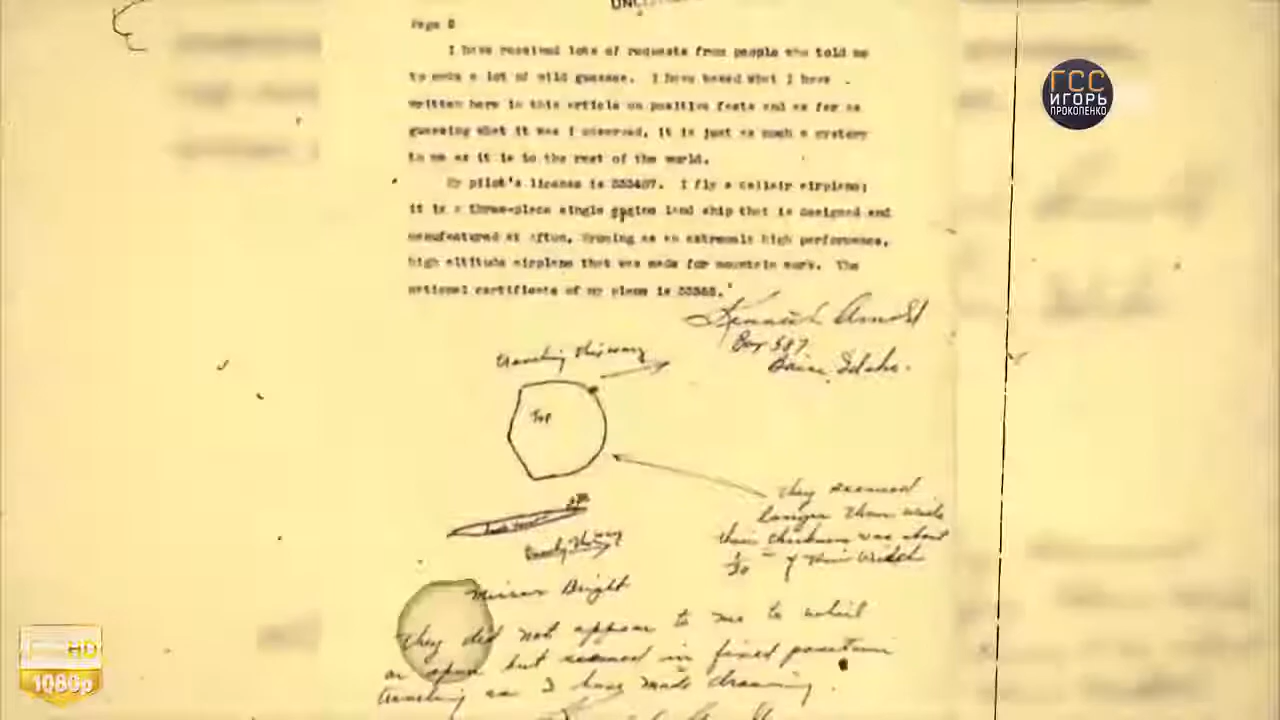 Page 8
I have received lots of requests from people who told me
to make a lot of wild guesses. I have based what I have
written here in this article on positive facts and as far as
guessing what it was I observed, it is just as much a mystery
to me as it is to the rest of the world.
My pilot's license is 333487. I fly a callair airplane;
it is a three-place single engine land ship that is designed and
manufactured at Afton, Wyoming as an extremely high performance,
high altitude airplane that was made for mountain work. The
national certificate of my plane is 33355.
Kenneth Arnold
Box 587
Boise, Idaho.
traveling this way
Top
they seemed
longer than wide
their thickness was about
1/20 of their width
Mirror Bright
they did not appear to me to whirl
or spin but seemed in fixed position
traveling as I have made drawing.
Kenneth Arnold
ГСС
ИГОРЬ
ПРОКОПЕНКО
HD
1080p